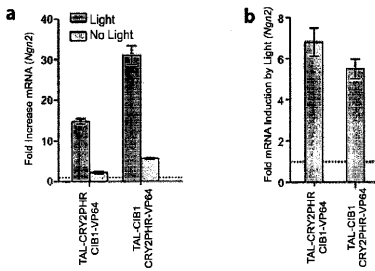 a
Light
No Light
Fold Increase mRNA (Ngn2)
40
30
20
10
0
TAL-CRY2PHR
CIB1-VP64
TAL-CIB1
CRY2PHR-VP64
b
Fold mRNA Induction by Light (Ngn2)
8
6
4
2
0
TAL-CRY2PHR
CIB1-VP64
TAL-CIB1
CRY2PHR-VP64